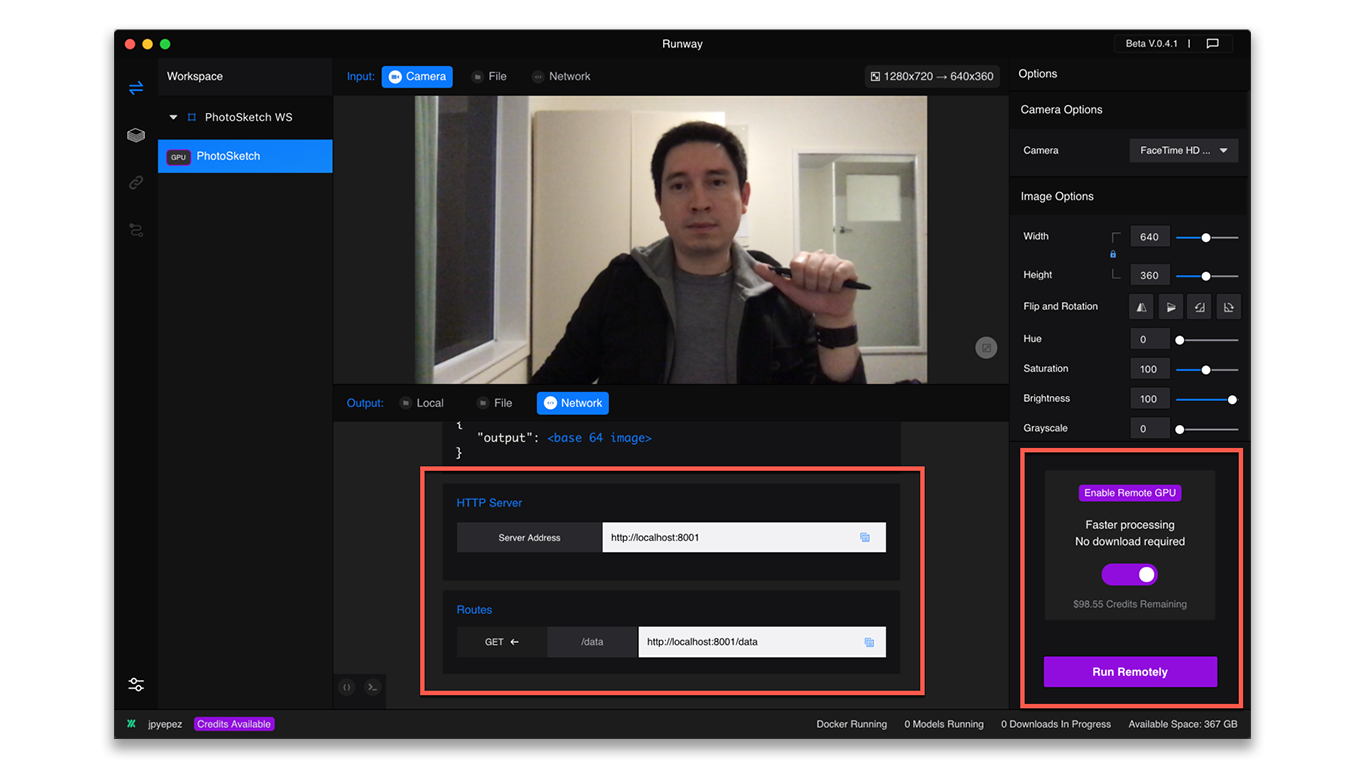 Runway
Beta V.0.4.1 |
Workspace
PhotoSketch WS
GPU PhotoSketch
Input: Camera File Network
1280x720 → 640x360
Options
Camera Options
Camera FaceTime HD ...
Image Options
Width 640
Height 360
Flip and Rotation
Hue 0
Saturation 100
Brightness 100
Grayscale 0
Output: Local File Network
{
"output": <base 64 image>
}
HTTP Server
Server Address http://localhost:8001
Routes
GET ← /data http://localhost:8001/data
Enable Remote GPU
Faster processing
No download required
$98.55 Credits Remaining
Run Remotely
jpyepez Credits Available
Docker Running 0 Models Running 0 Downloads In Progress Available Space: 367 GB